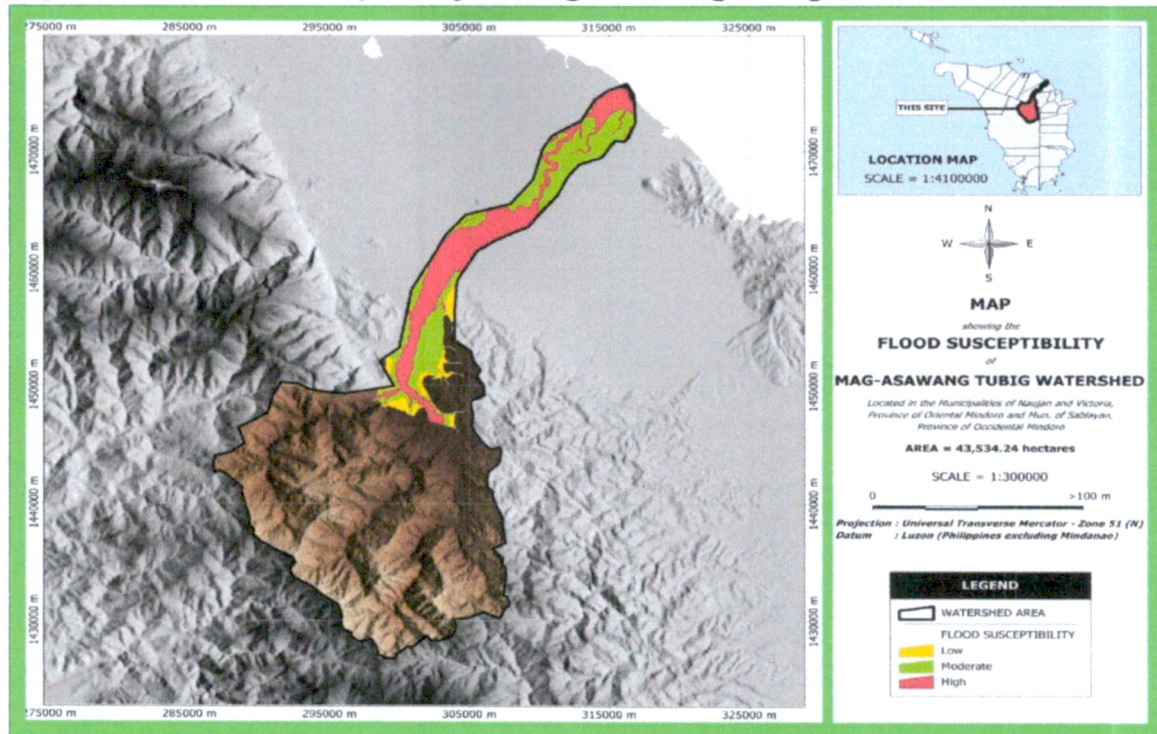 275000 m 285000 m 295000 m 305000 m 315000 m 325000 m
1470000 m 1470000 m
1460000 m 1460000 m
1450000 m 1450000 m
1440000 m 1440000 m
1430000 m 1430000 m
275000 m 285000 m 295000 m 305000 m 315000 m 325000 m
THIS SITE
LOCATION MAP
SCALE = 1:4100000
N
W E
S
MAP
showing the
FLOOD SUSCEPTIBILITY
of
MAG-ASAWANG TUBIG WATERSHED
Located in the Municipalities of Naujan and Victoria,
Province of Oriental Mindoro and Mun. of Sablayan,
Province of Occidental Mindoro
AREA = 43,534.24 hectares
SCALE = 1:300000
0 >100 m
Projection : Universal Transverse Mercator - Zone 51 (N)
Datum : Luzon (Philippines excluding Mindanao)
LEGEND
WATERSHED AREA
FLOOD SUSCEPTIBILITY
Low
Moderate
High